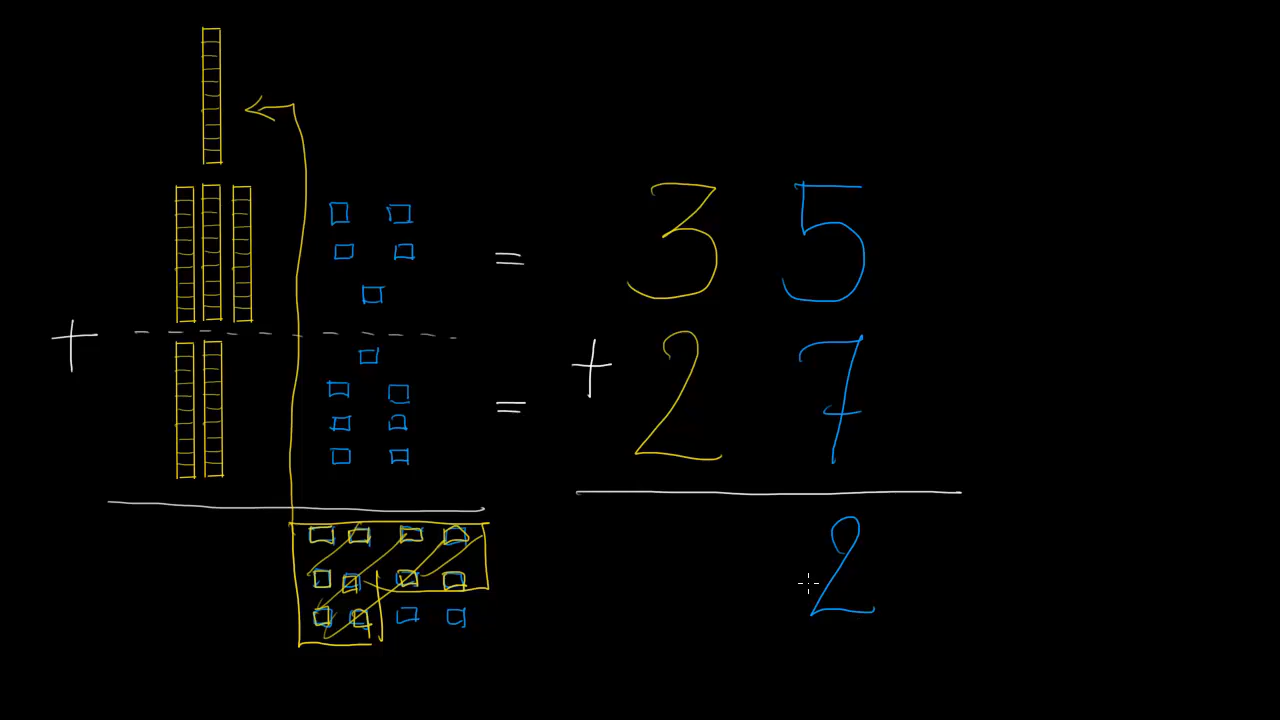 = 35
+ + 27
=
2